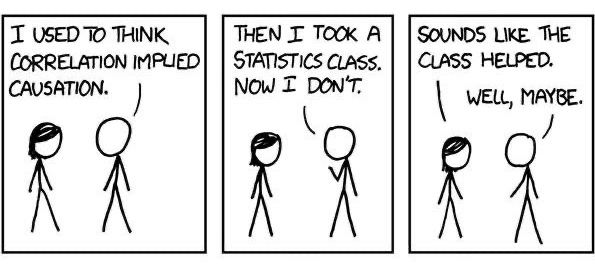 I USED TO THINK
CORRELATION IMPLIED
CAUSATION.
THEN I TOOK A
STATISTICS CLASS.
NOW I DON'T.
SOUNDS LIKE THE
CLASS HELPED.
WELL, MAYBE.